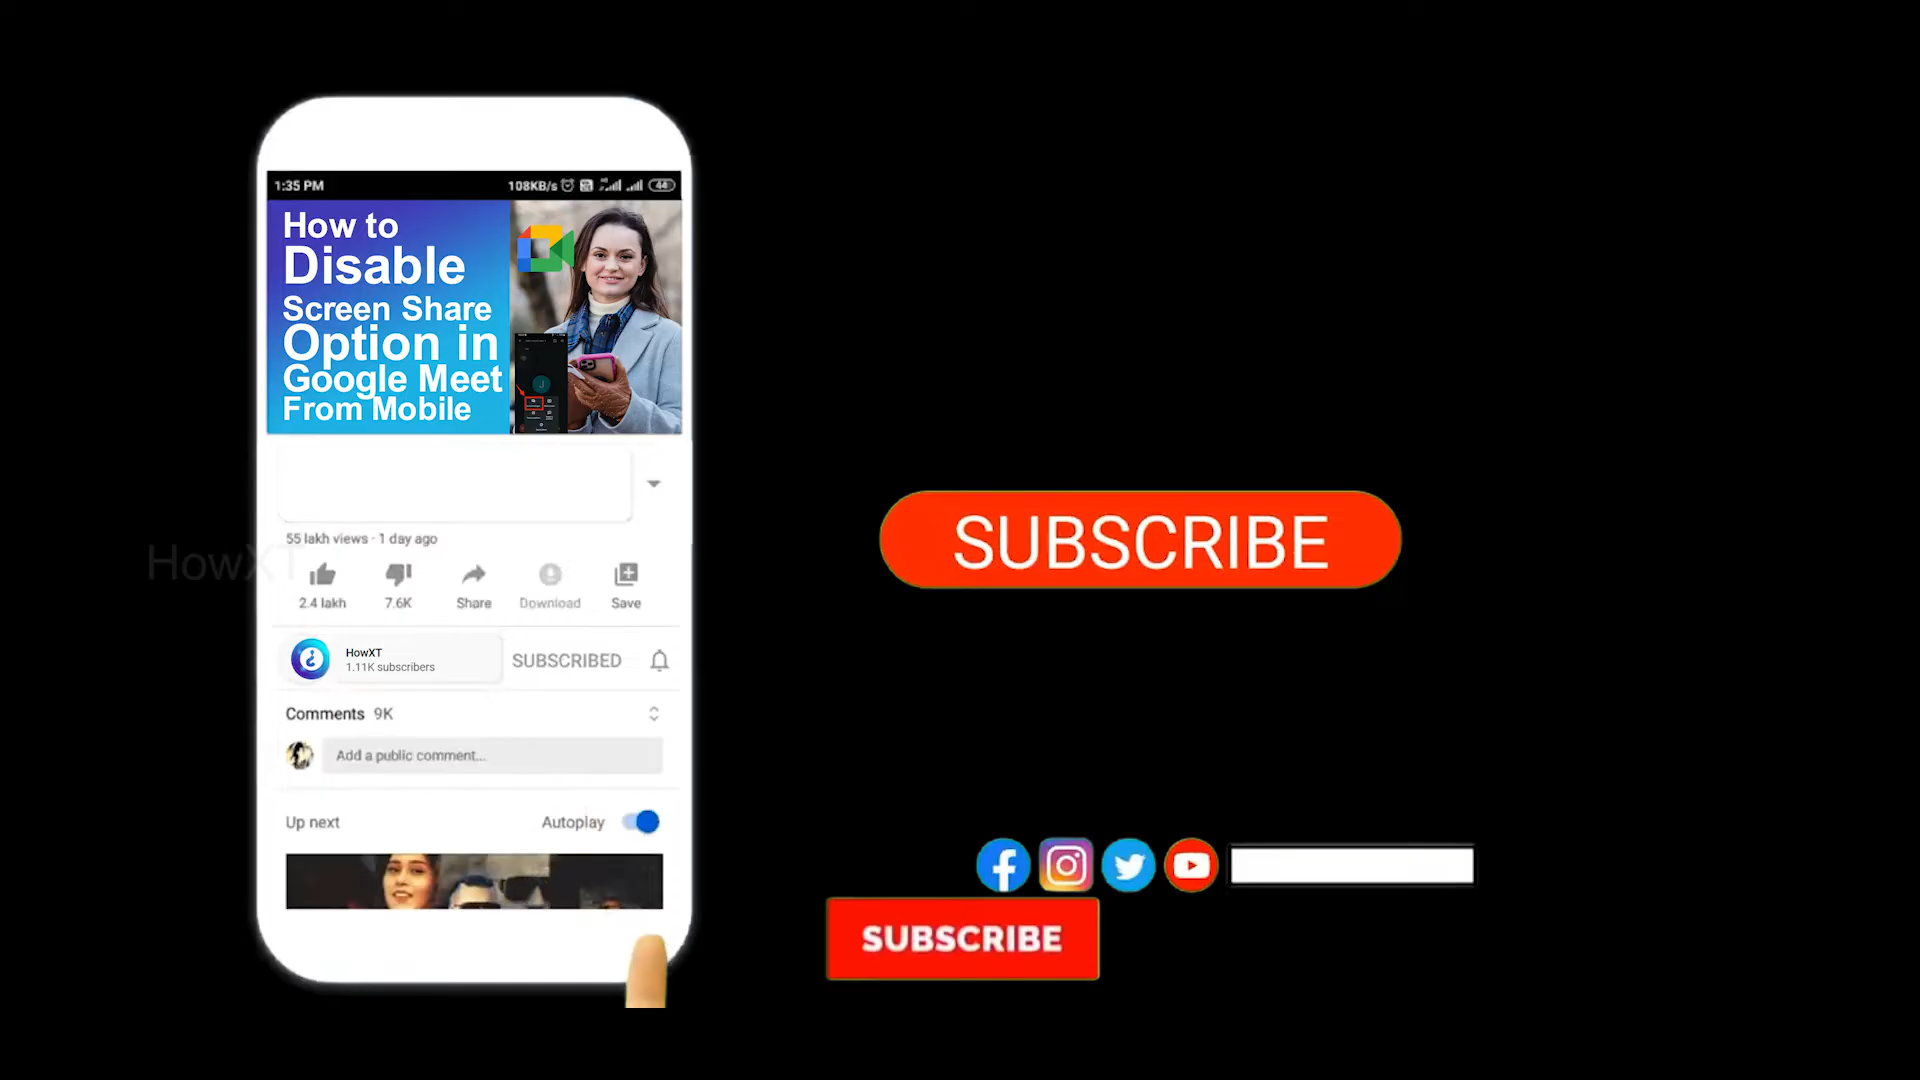 1:35 PM
108KB/s
44
How to
Disable
Screen Share
Option in
Google Meet
From Mobile
55 lakh views · 1 day ago
HowXT
2.4 lakh
7.6K
Share
Download
Save
HowXT
1.11K subscribers
SUBSCRIBED
Comments 9K
Add a public comment...
Up next
Autoplay
SUBSCRIBE
SUBSCRIBE